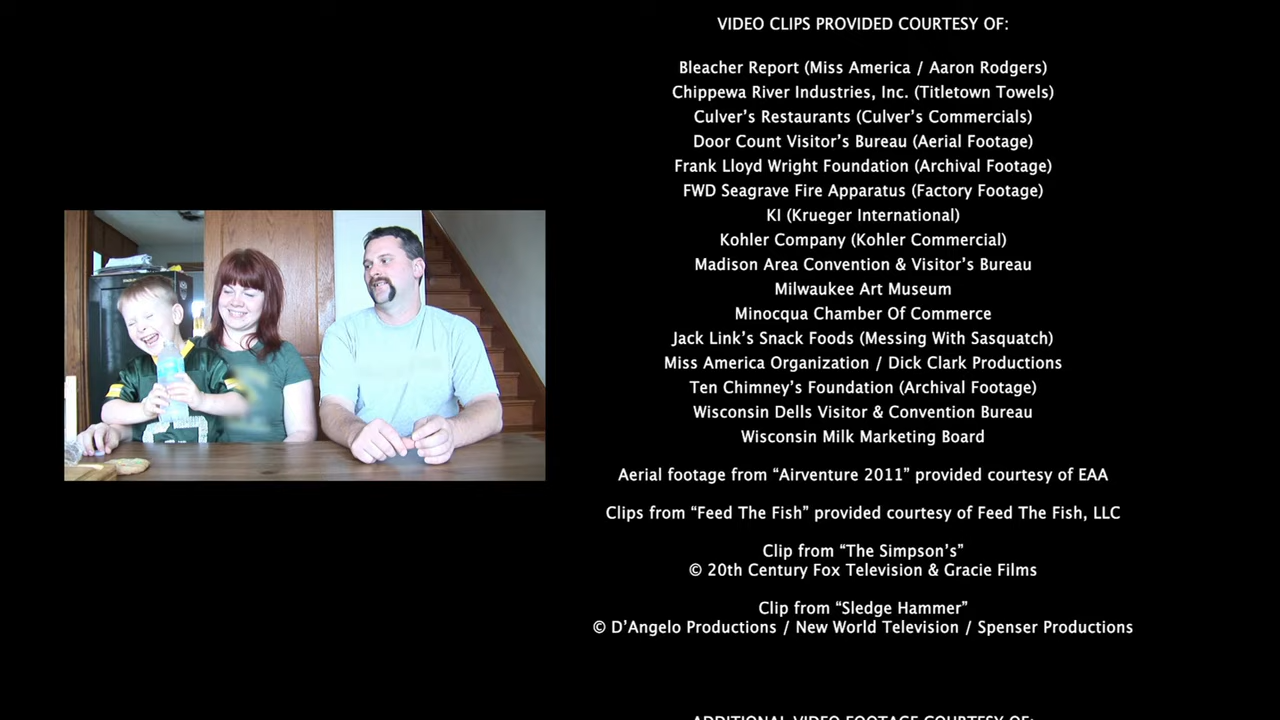 VIDEO CLIPS PROVIDED COURTESY OF:
Bleacher Report (Miss America / Aaron Rodgers)
Chippewa River Industries, Inc. (Titletown Towels)
Culver's Restaurants (Culver's Commercials)
Door Count Visitor's Bureau (Aerial Footage)
Frank Lloyd Wright Foundation (Archival Footage)
FWD Seagrave Fire Apparatus (Factory Footage)
KI (Krueger International)
Kohler Company (Kohler Commercial)
Madison Area Convention & Visitor's Bureau
Milwaukee Art Museum
Minocqua Chamber Of Commerce
Jack Link's Snack Foods (Messing With Sasquatch)
Miss America Organization / Dick Clark Productions
Ten Chimney's Foundation (Archival Footage)
Wisconsin Dells Visitor & Convention Bureau
Wisconsin Milk Marketing Board
Aerial footage from “Airventure 2011” provided courtesy of EAA
Clips from “Feed The Fish” provided courtesy of Feed The Fish, LLC
Clip from “The Simpson's”
© 20th Century Fox Television & Gracie Films
Clip from “Sledge Hammer”
© D'Angelo Productions / New World Television / Spenser Productions
ADDITIONAL VIDEO FOOTAGE COURTESY OF: